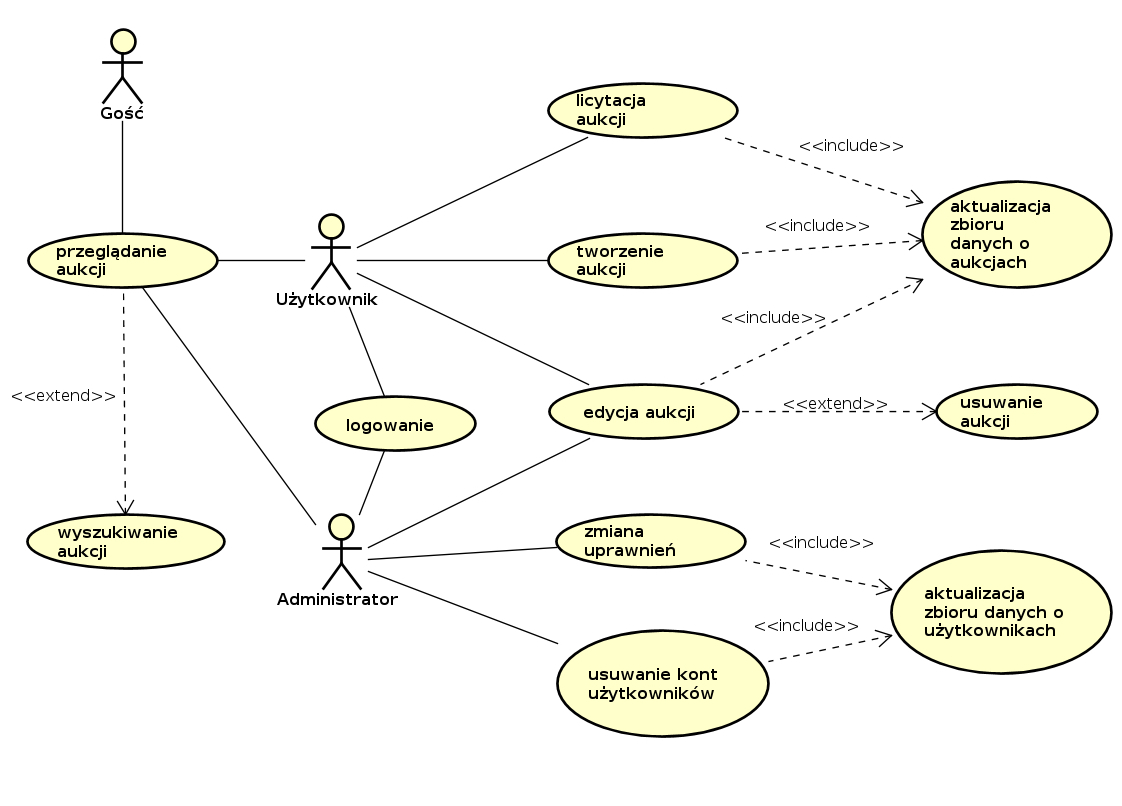 Gość
licytacja
aukcji
<<include>>
aktualizacja
zbioru
danych o
aukcjach
przeglądanie
aukcji
Użytkownik
tworzenie
aukcji
<<include>>
<<include>>
<<extend>>
logowanie
edycja aukcji
<<extend>>
usuwanie
aukcji
wyszukiwanie
aukcji
Administrator
zmiana
uprawnień
<<include>>
aktualizacja
zbioru danych o
użytkownikach
<<include>>
usuwanie kont
użytkowników